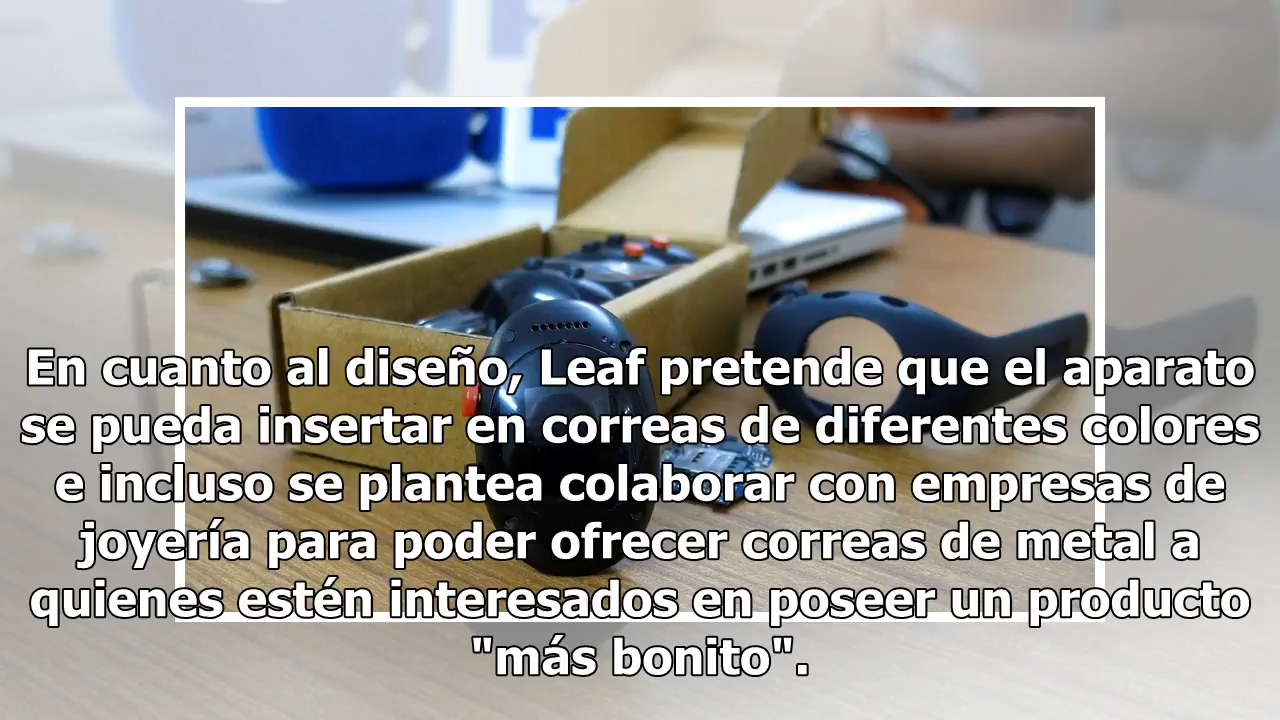 En cuanto al diseño, Leaf pretende que el aparato
se pueda insertar en correas de diferentes colores
e incluso se plantea colaborar con empresas de
joyería para poder ofrecer correas de metal a
quienes estén interesados en poseer un producto
"más bonito".